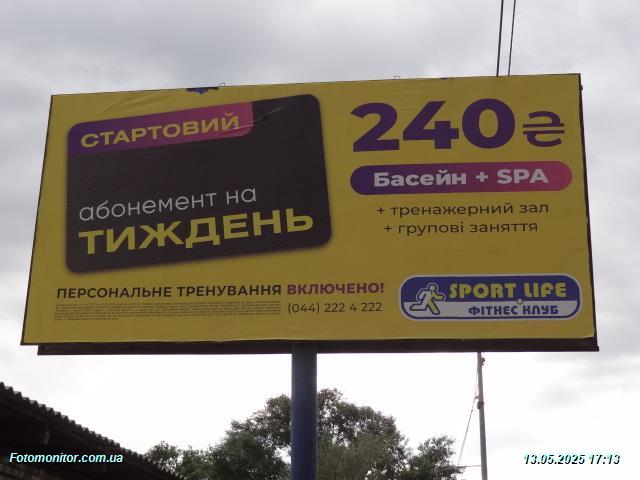 СТАРТОВИЙ
абонемент на
ТИЖДЕНЬ
240₴
Басейн + SPA
+ тренажерний зал
+ групові заняття
ПЕРСОНАЛЬНЕ ТРЕНУВАННЯ ВКЛЮЧЕНО!
(044) 222 4 222
SPORT LIFE
ФІТНЕС КЛУБ
Fotomonitor.com.ua
13.05.2025 17:13